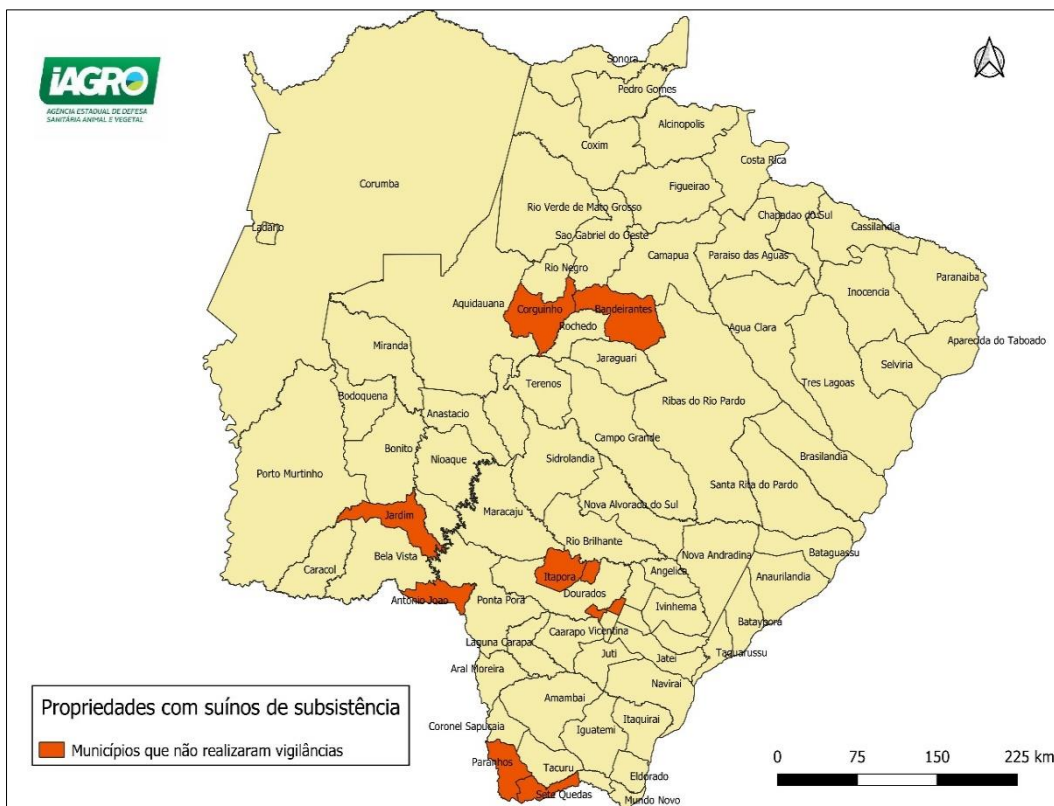 iAGRO
AGÊNCIA ESTADUAL DE DEFESA
SANITÁRIA ANIMAL E VEGETAL
Sonora
Pedro Gomes
Alcinopolis
Coxim
Costa Rica
Corumba
Figueirao
Rio Verde de Mato Grosso
Chapadao do Sul
Ladario
Cassilandia
Sao Gabriel do Oeste
Camapua
Paraiso das Aguas
Rio Negro
Paranaiba
Inocencia
Aquidauana
Corguinho
Bandeirantes
Rochedo
Agua Clara
Aparecida do Taboado
Miranda
Jaraguari
Selviria
Terenos
Tres Lagoas
Bodoquena
Ribas do Rio Pardo
Anastacio
Campo Grande
Bonito
Nioaque
Brasilandia
Sidrolandia
Porto Murtinho
Santa Rita do Pardo
Nova Alvorada do Sul
Jardim
Maracaju
Rio Brilhante
Bela Vista
Nova Andradina
Bataguassu
Caracol
Itapora
Angelica
Anaurilandia
Dourados
Antonio Joao
Ponta Pora
Ivinhema
Batayporã
Caarapo
Vicentina
Laguna Carapa
Juti
Jatei
Taquarussu
Aral Moreira
Navirai
Amambai
Itaquirai
Coronel Sapucaia
Iguatemi
Paranhos
Tacuru
Eldorado
Sete Quedas
Mundo Novo
Propriedades com suínos de subsistência
Municípios que não realizaram vigilâncias
0 75 150 225 km